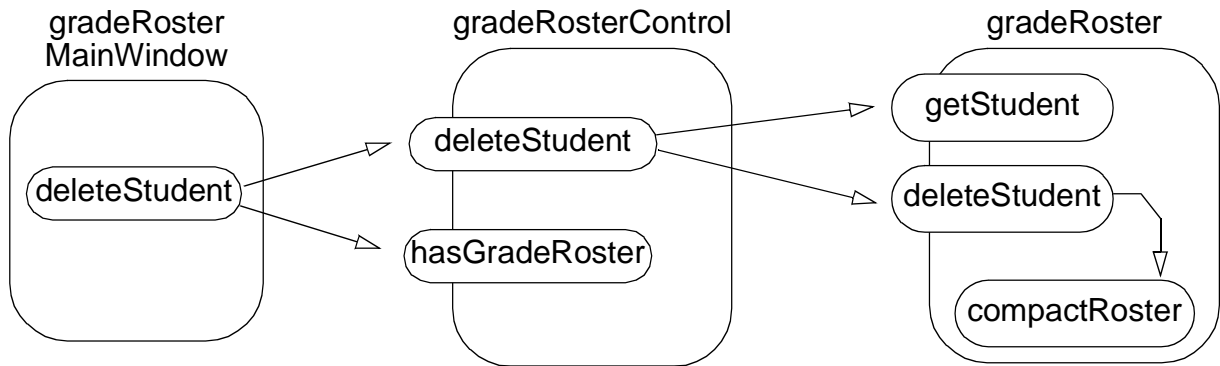 gradeRoster
MainWindow
deleteStudent
gradeRosterControl
deleteStudent
hasGradeRoster
gradeRoster
getStudent
deleteStudent
compactRoster